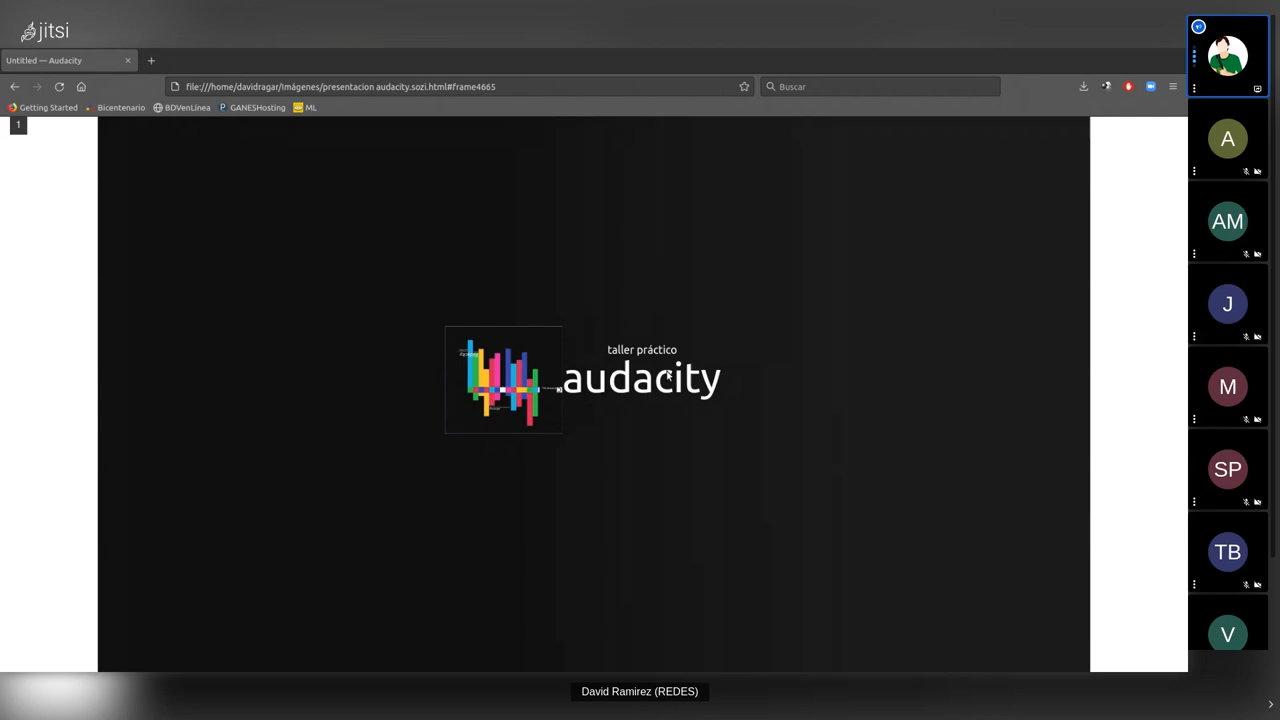 jitsi
Untitled — Audacity
file:///home/davidragar/Imágenes/presentacion audacity.sozi.html#frame4665
Buscar
Getting Started
Bicentenario
BDVenLinea
GANESHosting
ML
1
taller práctico
audacity
A
AM
J
M
SP
TB
V
David Ramirez (REDES)